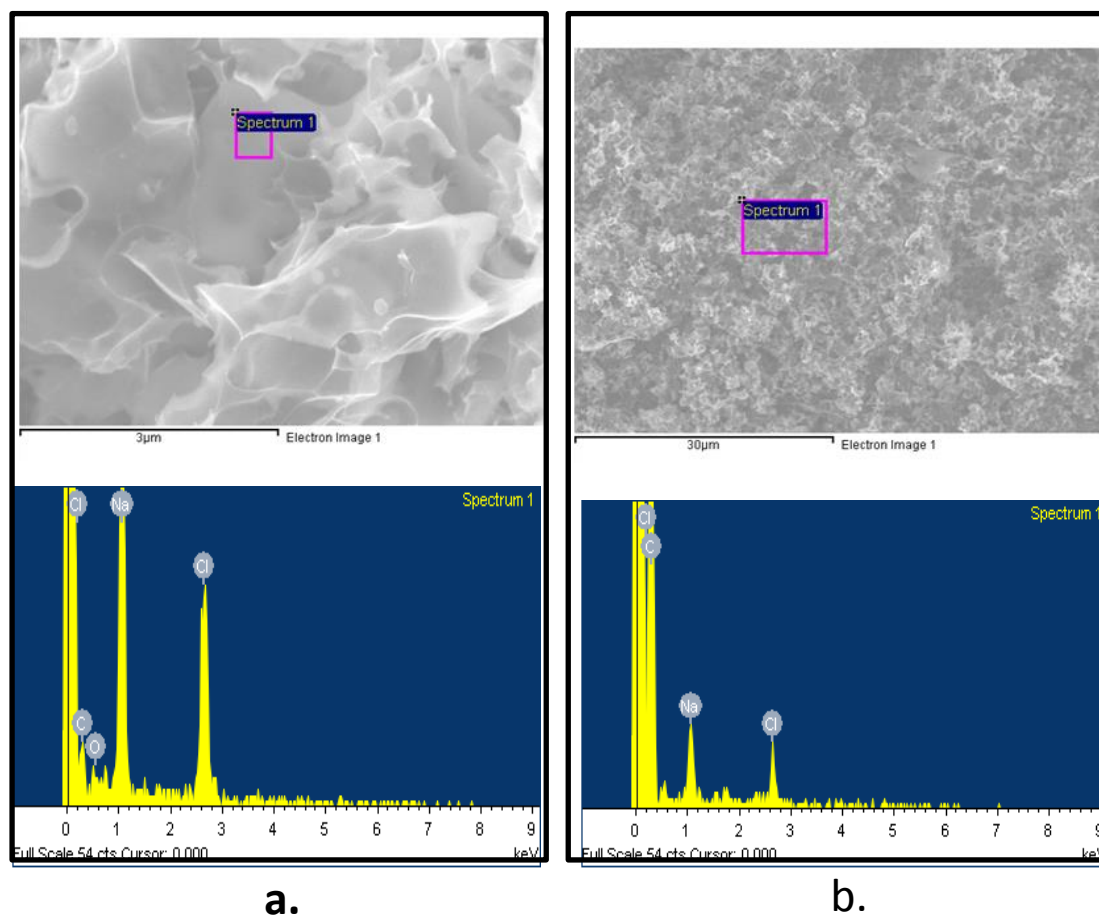 Spectrum 1
3µm
Electron Image 1
Spectrum 1
Cl
Na
Cl
C
O
0 1 2 3 4 5 6 7 8 9
Full Scale 54 cts Cursor: 0.000
keV
a.
Spectrum 1
30µm
Electron Image 1
Spectrum 1
Cl
C
Na
Cl
0 1 2 3 4 5 6 7 8 9
Full Scale 54 cts Cursor: 0.000
keV
b.